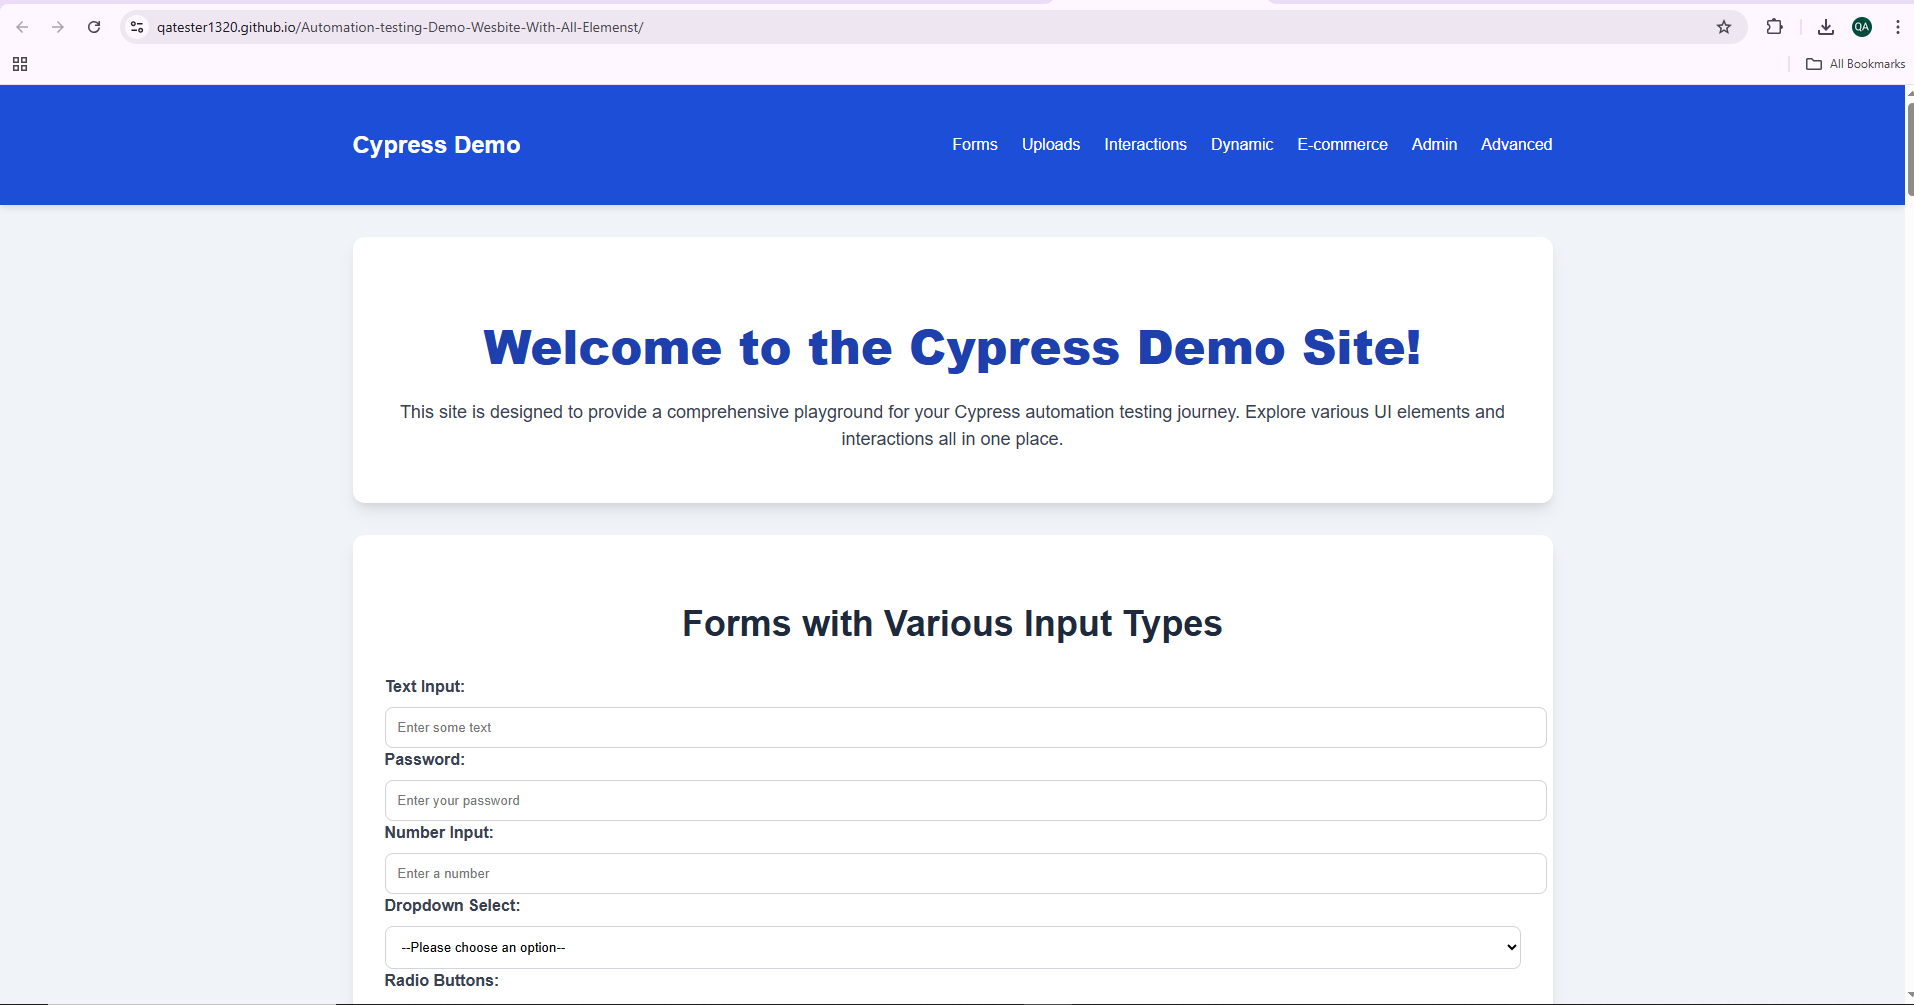 qatester1320.github.io/Automation-testing-Demo-Wesbite-With-All-Elemenst/
QA
All Bookmarks
Cypress Demo
Forms Uploads Interactions Dynamic E-commerce Admin Advanced
Welcome to the Cypress Demo Site!
This site is designed to provide a comprehensive playground for your Cypress automation testing journey. Explore various UI elements and
interactions all in one place.
Forms with Various Input Types
Text Input:
Enter some text
Password:
Enter your password
Number Input:
Enter a number
Dropdown Select:
--Please choose an option--
Radio Buttons: